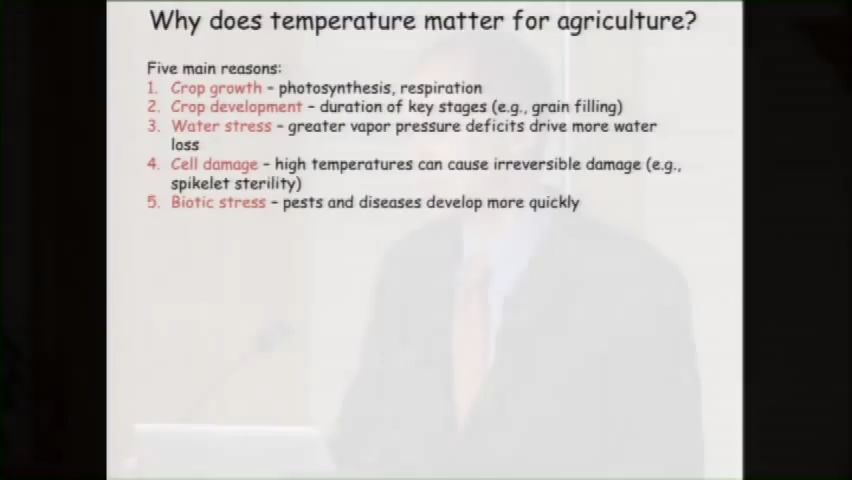 Why does temperature matter for agriculture?
Five main reasons:
1. Crop growth – photosynthesis, respiration
2. Crop development – duration of key stages (e.g., grain filling)
3. Water stress – greater vapor pressure deficits drive more water
loss
4. Cell damage – high temperatures can cause irreversible damage (e.g.,
spikelet sterility)
5. Biotic stress – pests and diseases develop more quickly